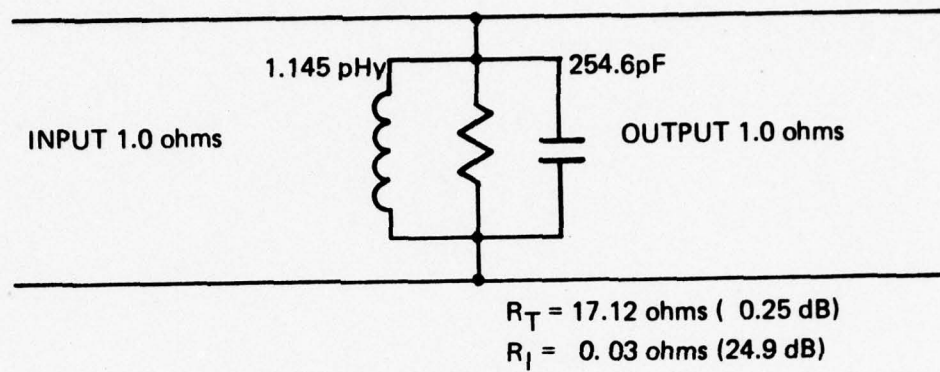 1.145 pHy
254.6pF
INPUT 1.0 ohms
OUTPUT 1.0 ohms
R_T = 17.12 ohms ( 0.25 dB)
R_I = 0. 03 ohms (24.9 dB)